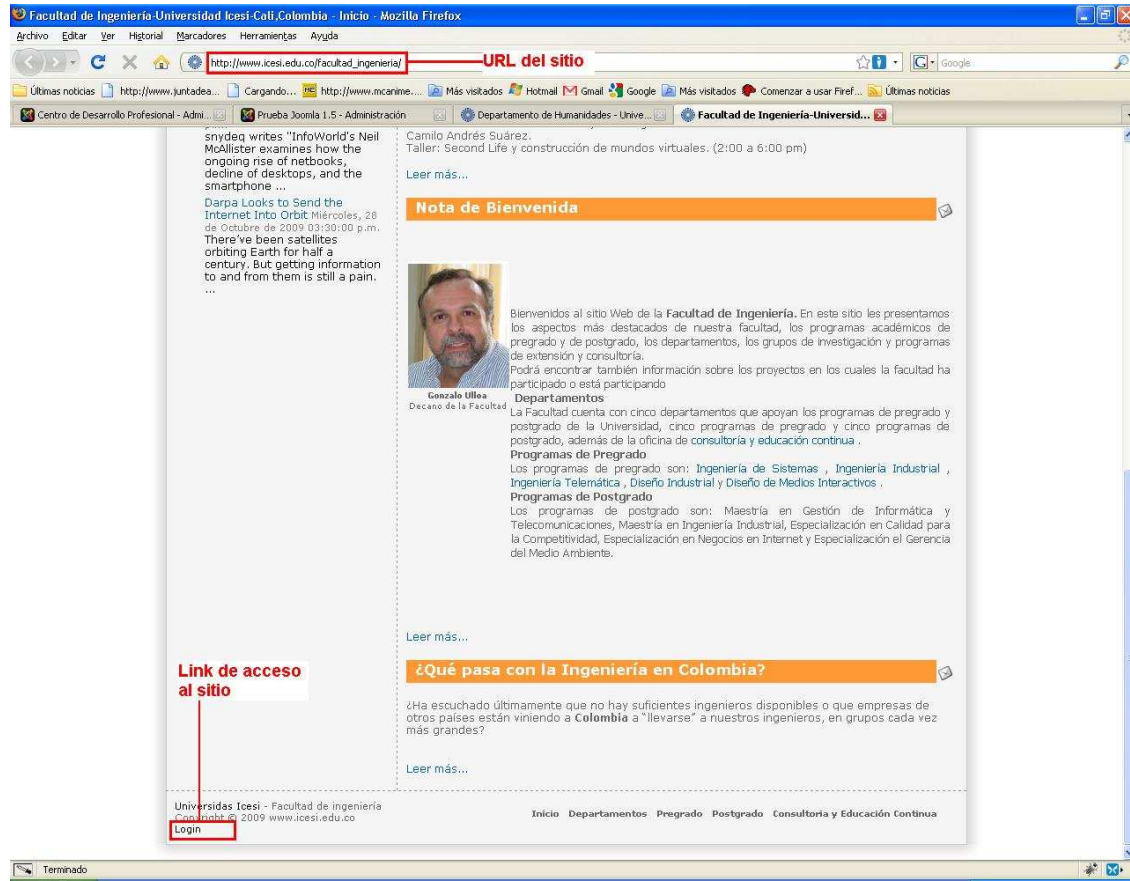 Facultad de Ingeniería-Universidad Icesi-Cali,Colombia - Inicio - Mozilla Firefox
Archivo Editar Ver Historial Marcadores Herramientas Ayuda
http://www.icesi.edu.co/facultad_ingenieria/
URL del sitio
Google
Últimas noticias http://www.juntadea... Cargando... http://www.mcanime.... Más visitados Hotmail Gmail Google Más visitados Comenzar a usar Firef... Últimas noticias
Centro de Desarrollo Profesional - Admi... Prueba Joomla 1.5 - Administración Departamento de Humanidades - Unive... Facultad de Ingeniería-Universid...
snydeq writes "InfoWorld's Neil
McAllister examines how the
ongoing rise of netbooks,
decline of desktops, and the
smartphone ...
Darpa Looks to Send the
Internet Into Orbit Miércoles, 28
de Octubre de 2009 03:30:00 p.m.
There've been satellites
orbiting Earth for half a
century. But getting information
to and from them is still a pain.
...
Camilo Andrés Suárez.
Taller: Second Life y construcción de mundos virtuales. (2:00 a 6:00 pm)
Leer más...
Nota de Bienvenida
Gonzalo Ulloa
Decano de la Facultad
Bienvenidos al sitio Web de la Facultad de Ingeniería. En este sitio les presentamos
los aspectos más destacados de nuestra facultad, los programas académicos de
pregrado y de postgrado, los departamentos, los grupos de investigación y programas
de extensión y consultoría.
Podrá encontrar también información sobre los proyectos en los cuales la facultad ha
participado o está participando
Departamentos
La Facultad cuenta con cinco departamentos que apoyan los programas de pregrado y
postgrado de la Universidad, cinco programas de pregrado y cinco programas de
postgrado, además de la oficina de consultoría y educación continua .
Programas de Pregrado
Los programas de pregrado son: Ingeniería de Sistemas , Ingeniería Industrial ,
Ingeniería Telemática , Diseño Industrial y Diseño de Medios Interactivos .
Programas de Postgrado
Los programas de postgrado son: Maestría en Gestión de Informática y
Telecomunicaciones, Maestría en Ingeniería Industrial, Especialización en Calidad para
la Competitividad, Especialización en Negocios en Internet y Especialización el Gerencia
del Medio Ambiente.
Leer más...
Link de acceso
al sitio
¿Qué pasa con la Ingeniería en Colombia?
¿Ha escuchado últimamente que no hay suficientes ingenieros disponibles o que empresas de
otros países están viniendo a Colombia a "llevarse" a nuestros ingenieros, en grupos cada vez
más grandes?
Leer más...
Universidas Icesi - Facultad de ingeniería
Copyright © 2009 www.icesi.edu.co
Login
Inicio Departamentos Pregrado Postgrado Consultoria y Educación Continua
Terminado